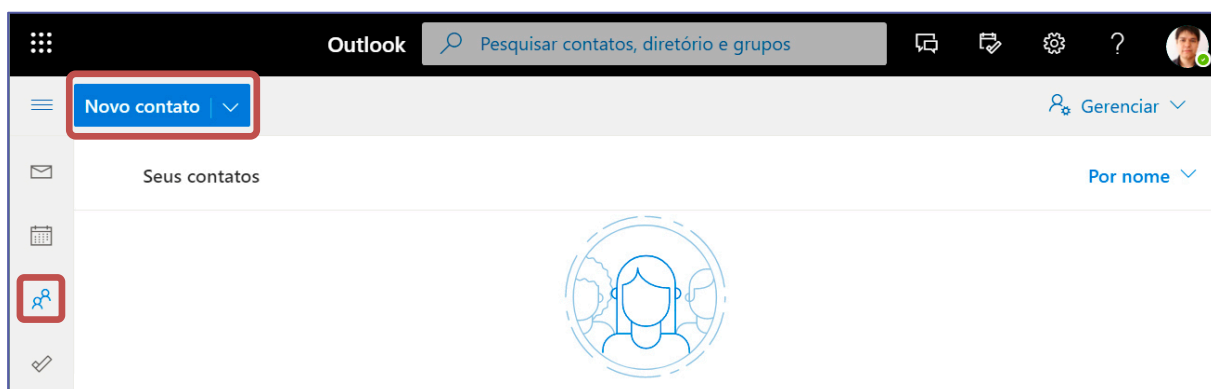 Outlook
Pesquisar contatos, diretório e grupos
?
Novo contato
Gerenciar
Seus contatos
Por nome